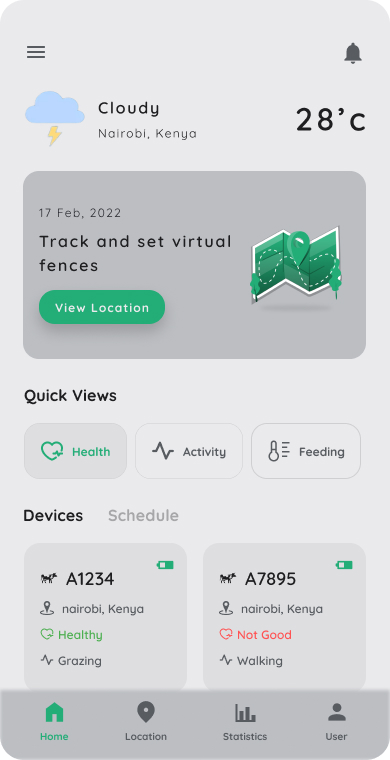 Cloudy
Nairobi, Kenya
28’c
17 Feb, 2022
Track and set virtual
fences
View Location
Quick Views
Health
Activity
Feeding
Devices
Schedule
A1234
nairobi, Kenya
Healthy
Grazing
A7895
nairobi, Kenya
Not Good
Walking
Home
Location
Statistics
User